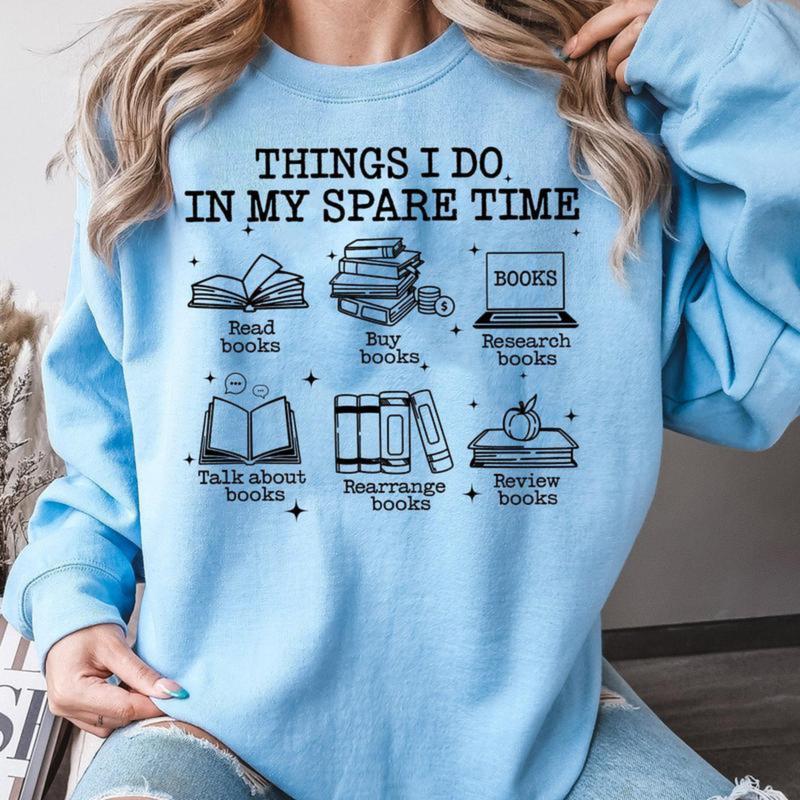 THINGS I DO
IN MY SPARE TIME
Read
books
Buy
books
$
BOOKS
Research
books
Talk about
books
Rearrange
books
Review
books